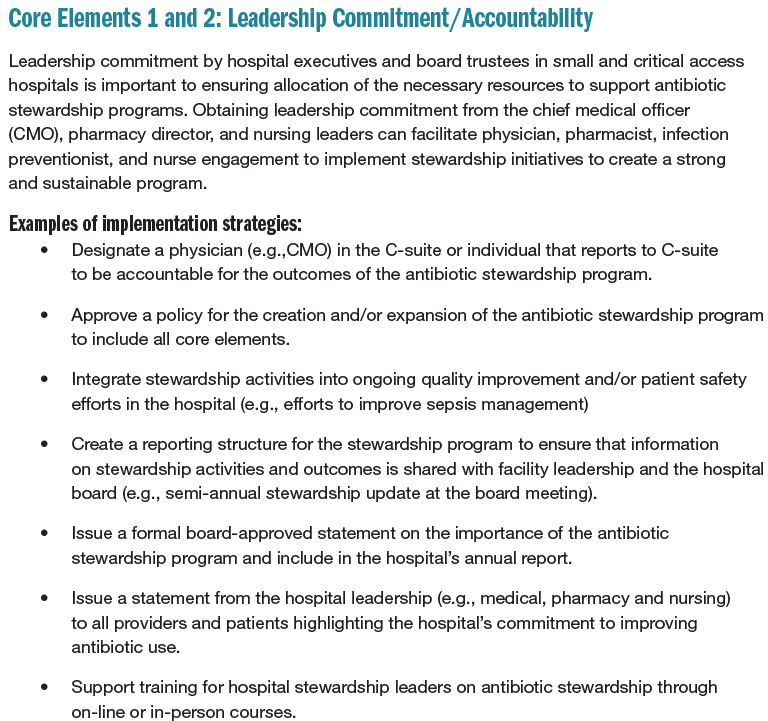 Core Elements 1 and 2: Leadership Commitment/Accountability
Leadership commitment by hospital executives and board trustees in small and critical access
hospitals is important to ensuring allocation of the necessary resources to support antibiotic
stewardship programs. Obtaining leadership commitment from the chief medical officer
(CMO), pharmacy director, and nursing leaders can facilitate physician, pharmacist, infection
preventionist, and nurse engagement to implement stewardship initiatives to create a strong
and sustainable program.
Examples of implementation strategies:
• Designate a physician (e.g.,CMO) in the C-suite or individual that reports to C-suite
to be accountable for the outcomes of the antibiotic stewardship program.
• Approve a policy for the creation and/or expansion of the antibiotic stewardship program
to include all core elements.
• Integrate stewardship activities into ongoing quality improvement and/or patient safety
efforts in the hospital (e.g., efforts to improve sepsis management)
• Create a reporting structure for the stewardship program to ensure that information
on stewardship activities and outcomes is shared with facility leadership and the hospital
board (e.g., semi-annual stewardship update at the board meeting).
• Issue a formal board-approved statement on the importance of the antibiotic
stewardship program and include in the hospital's annual report.
• Issue a statement from the hospital leadership (e.g., medical, pharmacy and nursing)
to all providers and patients highlighting the hospital's commitment to improving
antibiotic use.
• Support training for hospital stewardship leaders on antibiotic stewardship through
on-line or in-person courses.